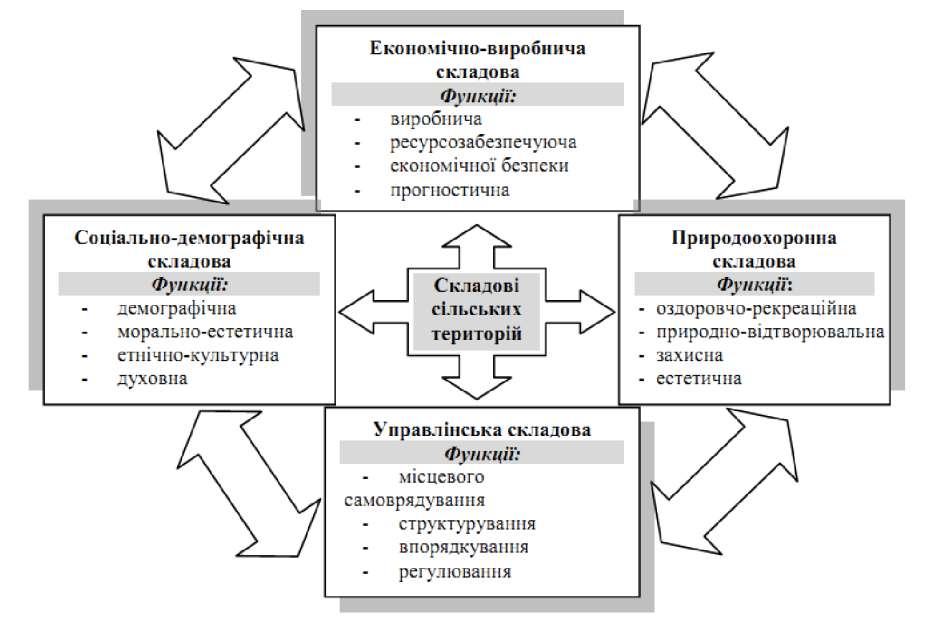 Економічно-виробнича
складова
Функції:
- виробнича
- ресурсозабезпечуюча
- економічної безпеки
- прогностична
Соціально-демографічна
складова
Функції:
- демографічна
- морально-естетична
- етнічно-культурна
- духовна
Складові
сільських
територій
Природоохоронна
складова
Функції:
- оздоровчо-рекреаційна
- природно-відтворювальна
- захисна
- естетична
Управлінська складова
Функції:
- місцевого
самоврядування
- структурування
- впорядкування
- регулювання